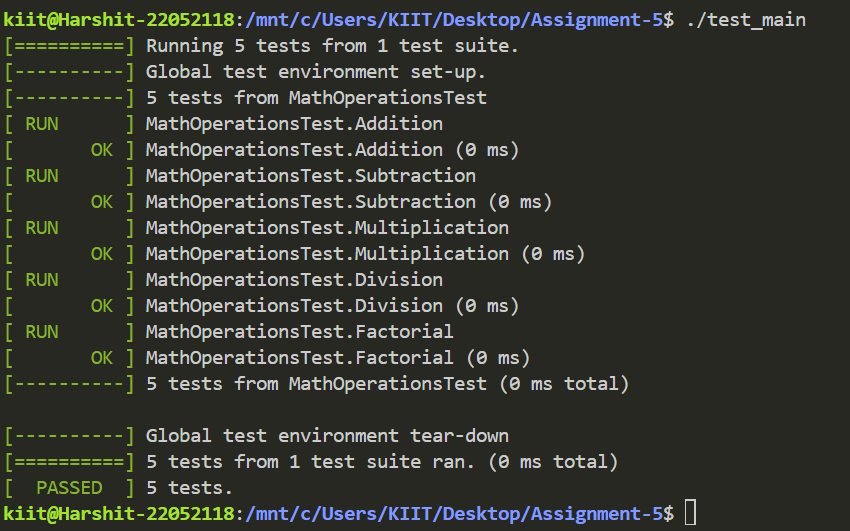 kiit@Harshit-22052118:/mnt/c/Users/KIIT/Desktop/Assignment-5$ ./test_main
[==========] Running 5 tests from 1 test suite.
[----------] Global test environment set-up.
[----------] 5 tests from MathOperationsTest
[ RUN      ] MathOperationsTest.Addition
[       OK ] MathOperationsTest.Addition (0 ms)
[ RUN      ] MathOperationsTest.Subtraction
[       OK ] MathOperationsTest.Subtraction (0 ms)
[ RUN      ] MathOperationsTest.Multiplication
[       OK ] MathOperationsTest.Multiplication (0 ms)
[ RUN      ] MathOperationsTest.Division
[       OK ] MathOperationsTest.Division (0 ms)
[ RUN      ] MathOperationsTest.Factorial
[       OK ] MathOperationsTest.Factorial (0 ms)
[----------] 5 tests from MathOperationsTest (0 ms total)

[----------] Global test environment tear-down
[==========] 5 tests from 1 test suite ran. (0 ms total)
[  PASSED  ] 5 tests.
kiit@Harshit-22052118:/mnt/c/Users/KIIT/Desktop/Assignment-5$